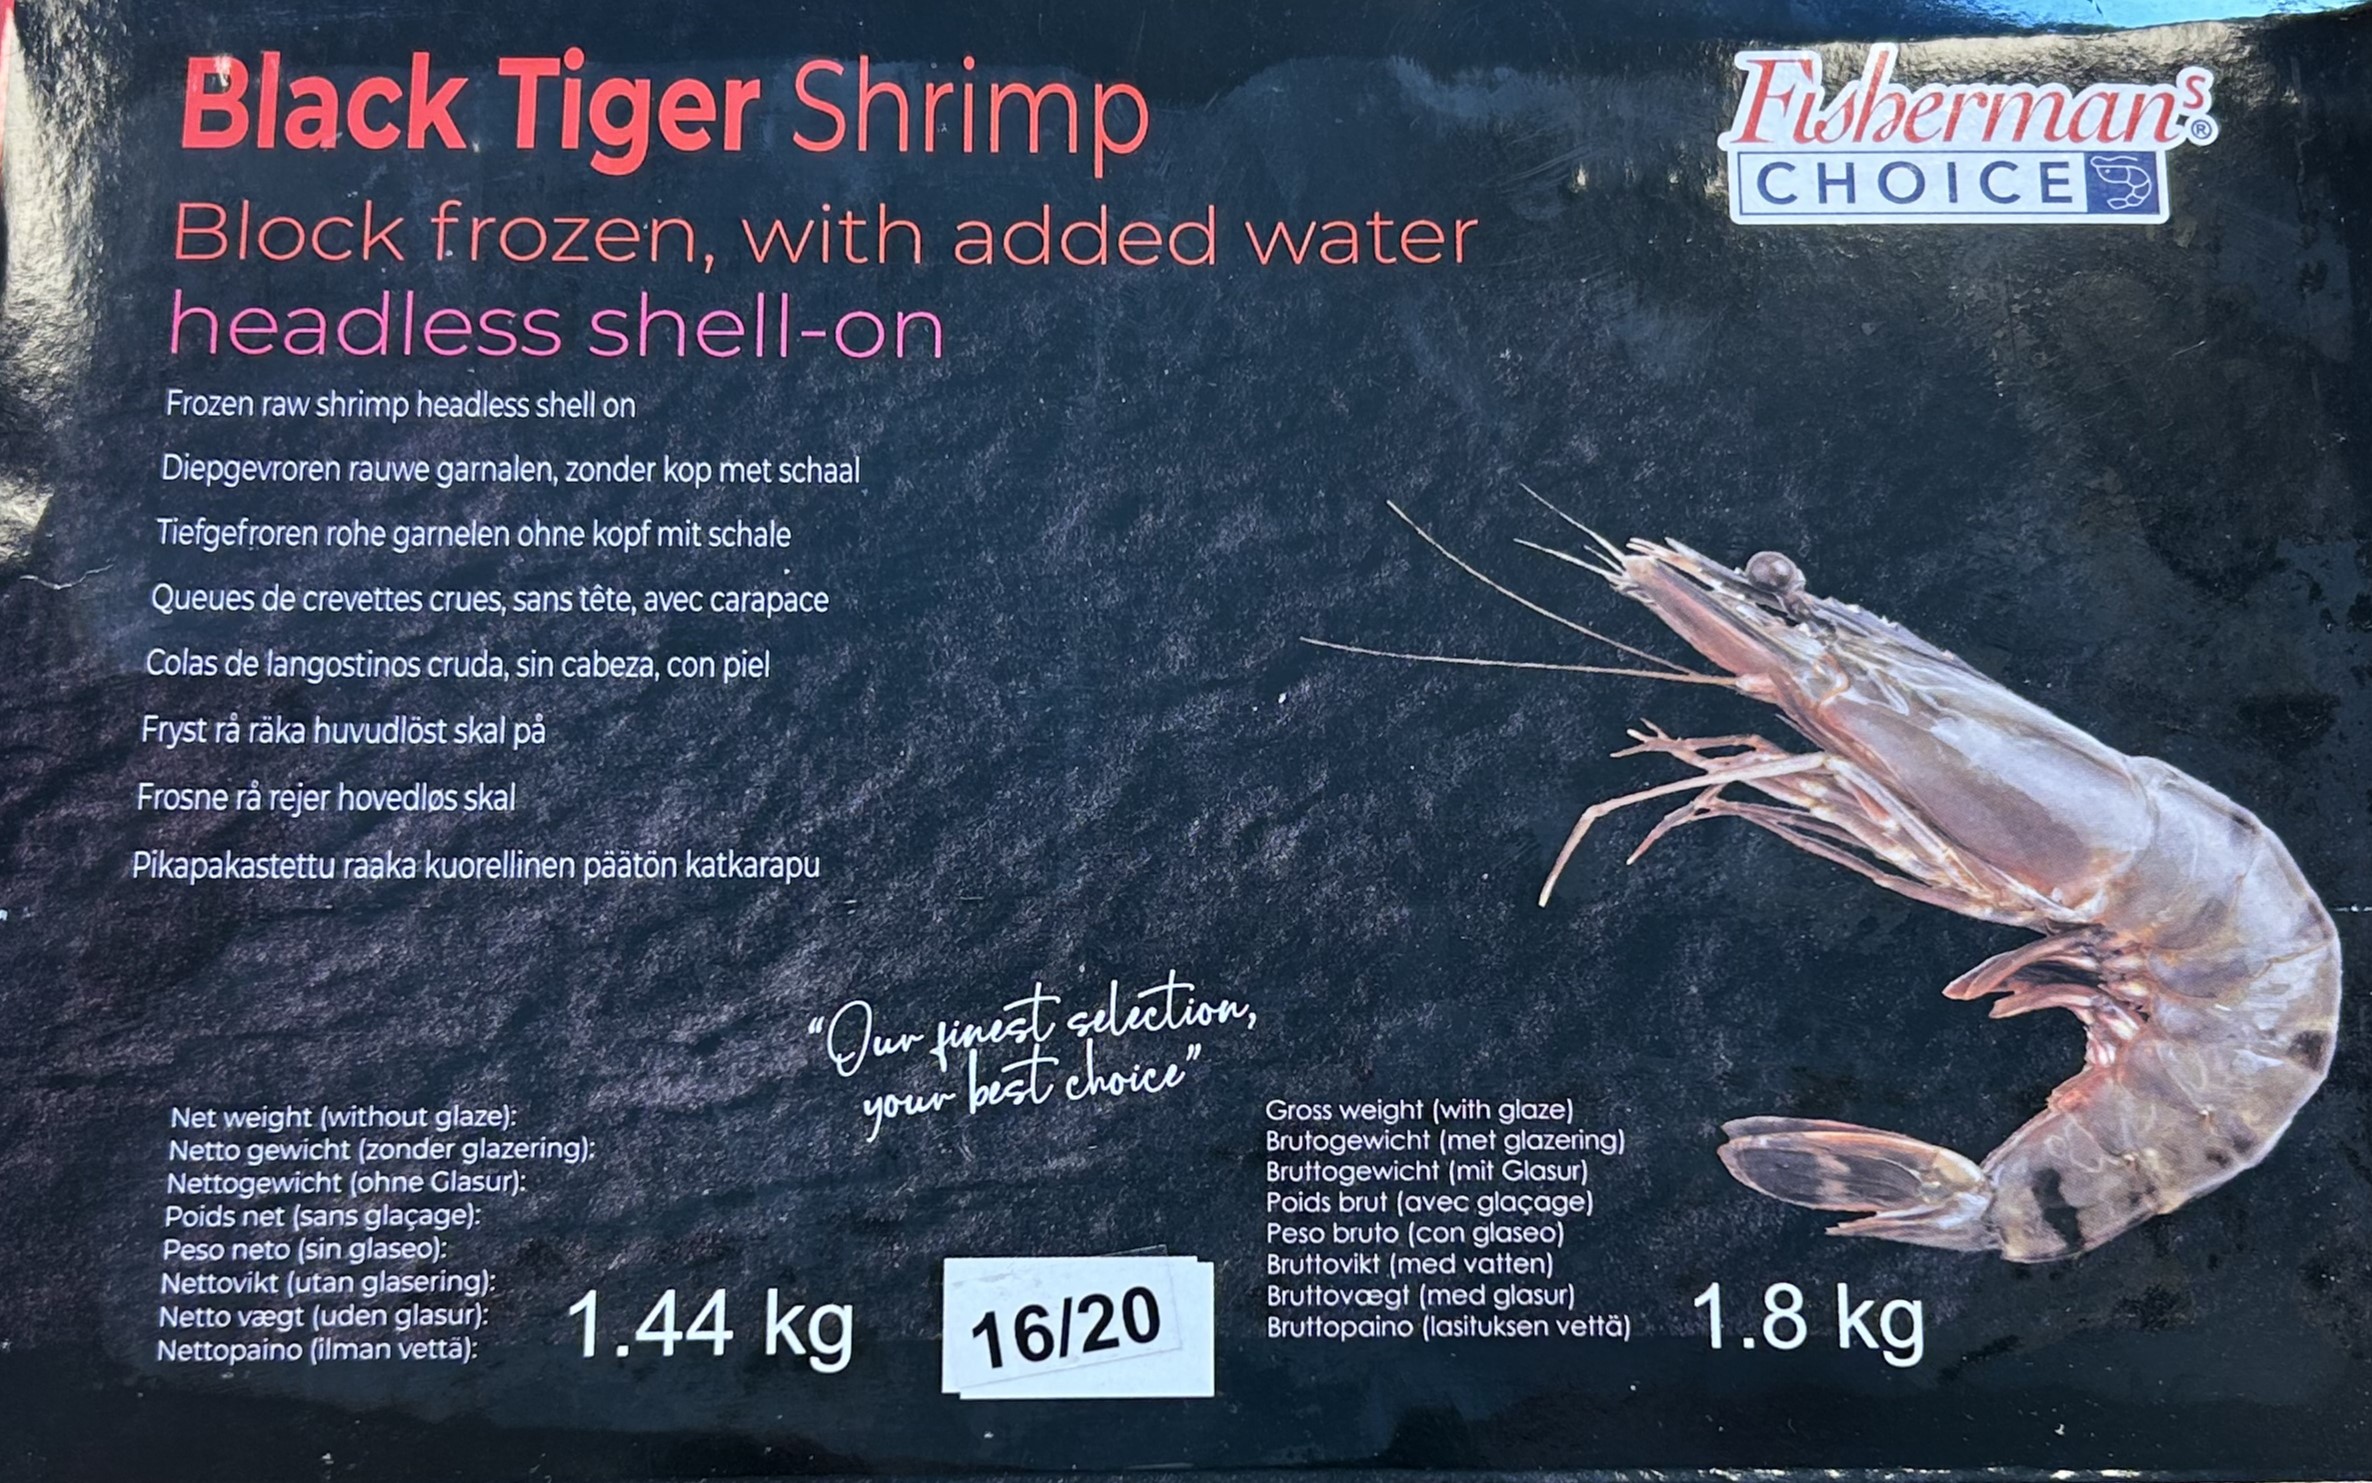 Black Tiger Shrimp
Fishermans®
CHOICE
Block frozen, with added water
headless shell-on
Frozen raw shrimp headless shell on
Diepgevroren rauwe garnalen, zonder kop met schaal
Tiefgefroren rohe garnelen ohne kopf mit schale
Queues de crevettes crues, sans tête, avec carapace
Colas de langostinos cruda, sin cabeza, con piel
Fryst rå räka huvudlöst skal på
Frosne rå rejer hovedløs skal
Pikapakastettu raaka kuorellinen päätön katkarapu
“Our finest selection,
your best choice”
Net weight (without glaze):
Netto gewicht (zonder glazering):
Nettogewicht (ohne Glasur):
Poids net (sans glaçage):
Peso neto (sin glaseo):
Nettovikt (utan glasering):
Netto vægt (uden glasur):
Nettopaino (ilman vettä):
1.44 kg
16/20
Gross weight (with glaze)
Brutogewicht (met glazering)
Bruttogewicht (mit Glasur)
Poids brut (avec glaçage)
Peso bruto (con glaseo)
Bruttovikt (med vatten)
Bruttovægt (med glasur)
Bruttopaino (lasituksen vettä)
1.8 kg